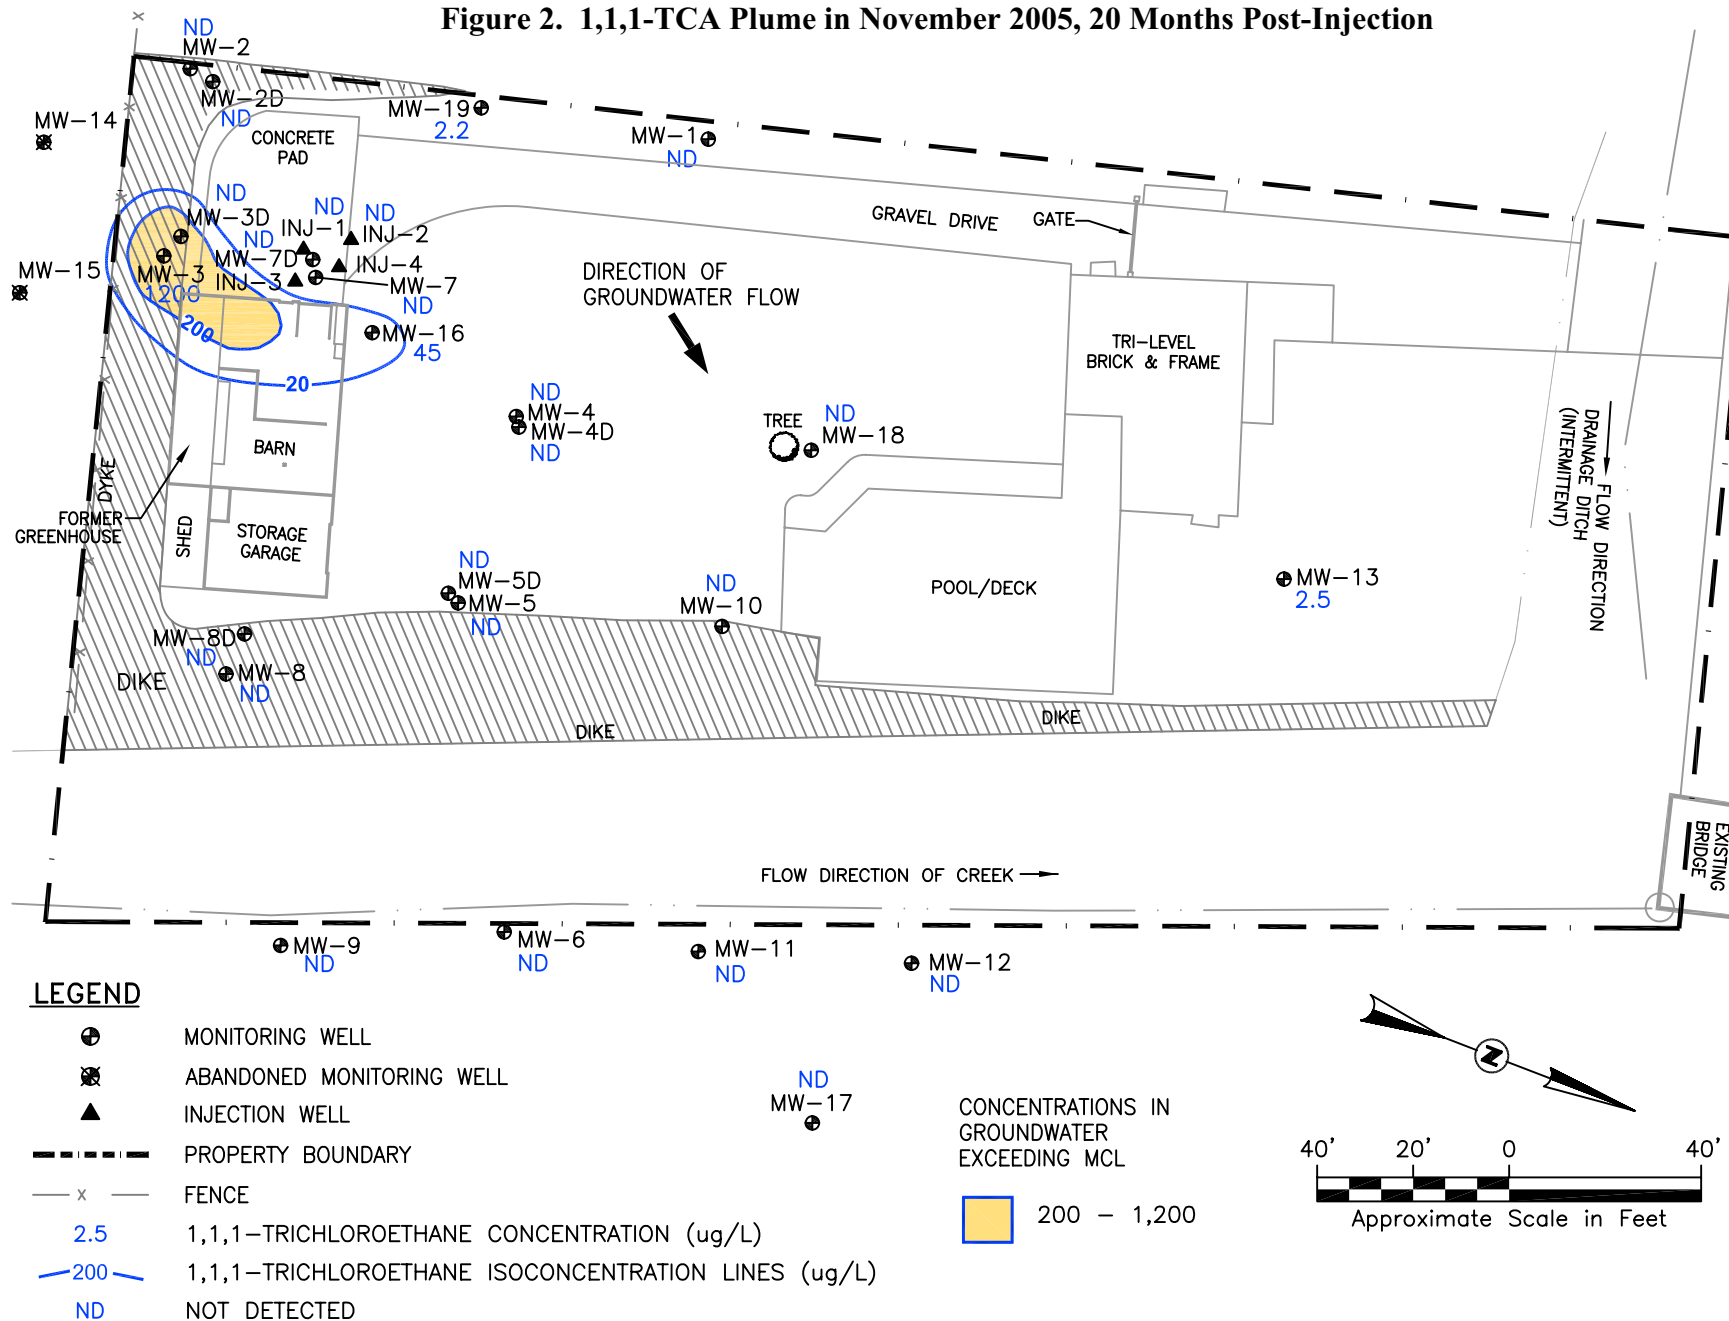 Figure 2. 1,1,1-TCA Plume in November 2005, 20 Months Post-Injection
ND
MW-2
MW-2D
ND
MW-14
MW-19
2.2
MW-1
ND
CONCRETE
PAD
ND
MW-3D
ND
INJ-1
ND
INJ-2
ND
MW-7D
INJ-4
INJ-3
MW-7
ND
MW-15
MW-3
1200
200
MW-16
45
20
DIRECTION OF
GROUNDWATER FLOW
GRAVEL DRIVE
GATE
TRI-LEVEL
BRICK & FRAME
ND
MW-4
MW-4D
ND
TREE
ND
MW-18
BARN
DYKE
FORMER
GREENHOUSE
SHED
STORAGE
GARAGE
FLOW DIRECTION
DRAINAGE DITCH
(INTERMITTENT)
ND
MW-5D
MW-5
ND
ND
MW-10
POOL/DECK
MW-13
2.5
MW-8D
ND
MW-8
ND
DIKE
DIKE
DIKE
EXISTING
BRIDGE
FLOW DIRECTION OF CREEK
MW-9
ND
MW-6
ND
MW-11
ND
MW-12
ND
LEGEND
MONITORING WELL
ABANDONED MONITORING WELL
INJECTION WELL
PROPERTY BOUNDARY
x FENCE
2.5 1,1,1-TRICHLOROETHANE CONCENTRATION (ug/L)
200 1,1,1-TRICHLOROETHANE ISOCONCENTRATION LINES (ug/L)
ND NOT DETECTED
ND
MW-17
CONCENTRATIONS IN
GROUNDWATER
EXCEEDING MCL
200 - 1,200
N
40' 20' 0 40'
Approximate Scale in Feet